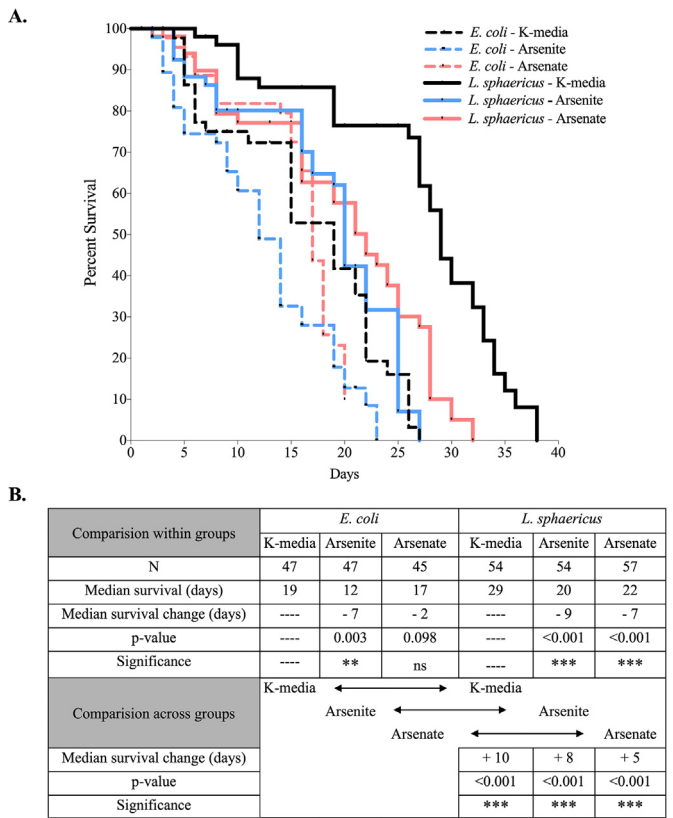 A.
E. coli - K-media
E. coli - Arsenite
E. coli - Arsenate
L. sphaericus - K-media
L. sphaericus - Arsenite
L. sphaericus - Arsenate
Percent Survival
100
90
80
70
60
50
40
30
20
10
0
0 5 10 15 20 25 30 35 40
Days
B.
Comparision within groups E. coli L. sphaericus
K-media Arsenite Arsenate K-media Arsenite Arsenate
N 47 47 45 54 54 57
Median survival (days) 19 12 17 29 20 22
Median survival change (days) ---- - 7 - 2 ---- - 9 - 7
p-value ---- 0.003 0.098 ---- <0.001 <0.001
Significance ---- ** ns ---- *** ***
Comparision across groups
K-media K-media
Arsenite Arsenite
Arsenate Arsenate
Median survival change (days) + 10 + 8 + 5
p-value <0.001 <0.001 <0.001
Significance *** *** ***